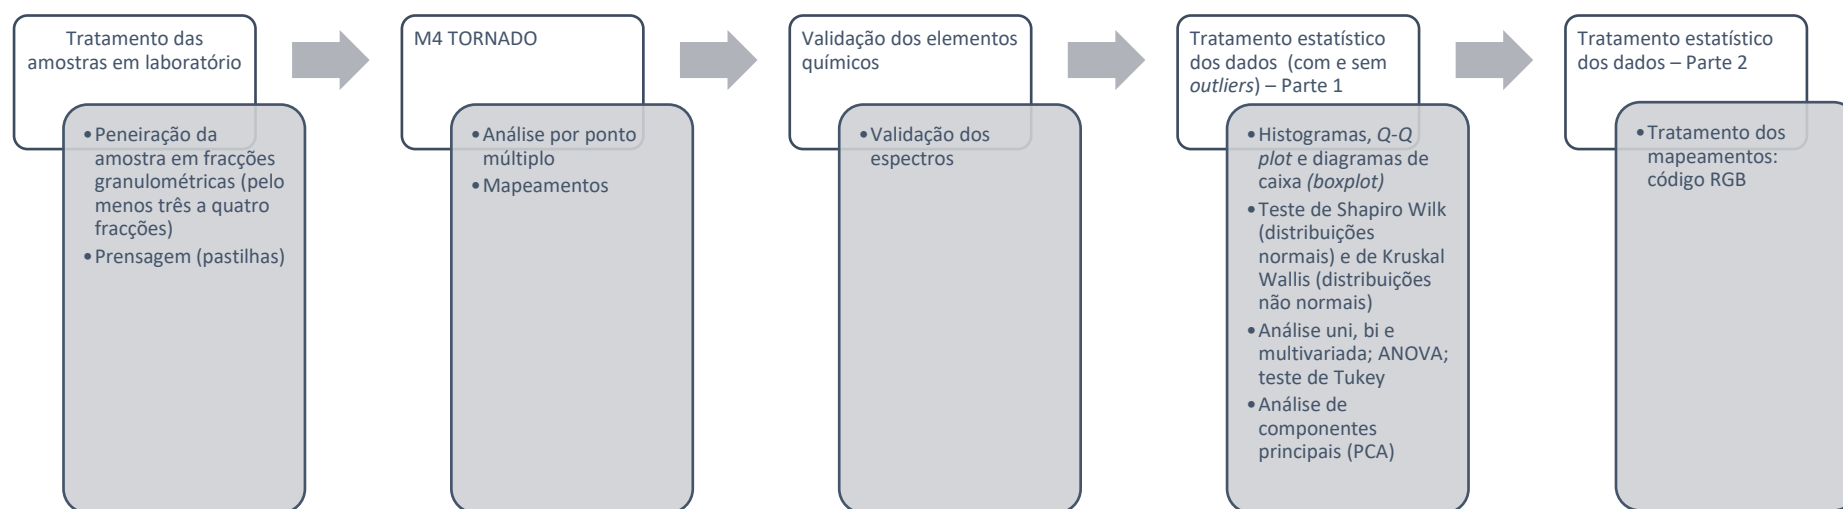 Tratamento das
amostras em laboratório
•Peneiração da
amostra em fracções
granulométricas (pelo
menos três a quatro
fracções)
•Prensagem (pastilhas)
M4 TORNADO
•Análise por ponto
múltiplo
•Mapeamentos
Validação dos elementos
químicos
•Validação dos
espectros
Tratamento estatístico
dos dados (com e sem
outliers) – Parte 1
•Histogramas, Q-Q
plot e diagramas de
caixa (boxplot)
•Teste de Shapiro Wilk
(distribuições
normais) e de Kruskal
Wallis (distribuições
não normais)
•Análise uni, bi e
multivariada; ANOVA;
teste de Tukey
•Análise de
componentes
principais (PCA)
Tratamento estatístico
dos dados – Parte 2
•Tratamento dos
mapeamentos:
código RGB